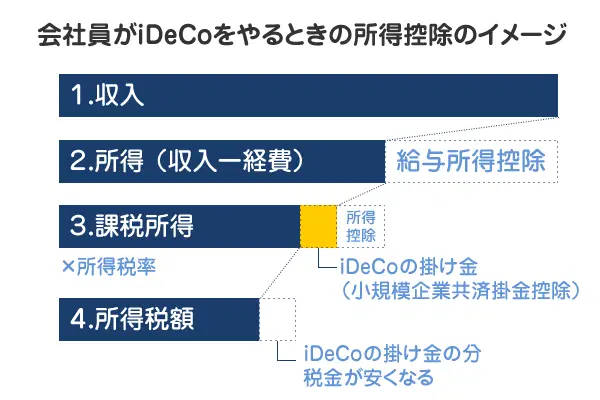 会社員がiDeCoをやるときの所得控除のイメージ
1.収入
2.所得（収入ー経費）
給与所得控除
3.課税所得
所得
控除
×所得税率
iDeCoの掛け金
（小規模企業共済掛金控除）
4.所得税額
iDeCoの掛け金の分
税金が安くなる